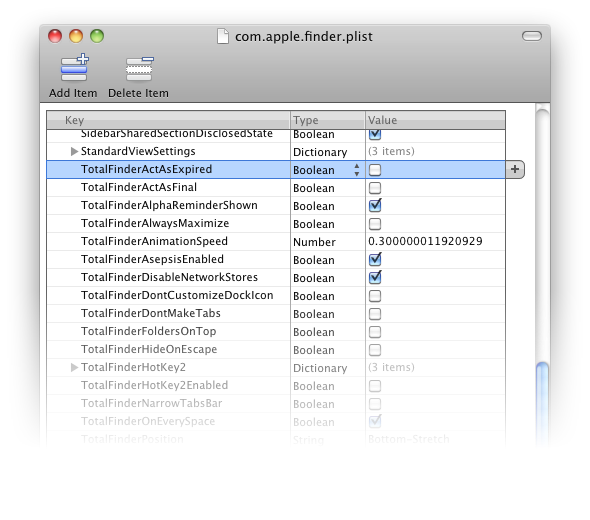 com.apple.finder.plist
Add Item Delete Item
Key Type Value
SidebarSharedSectionDisclosedState Boolean
StandardViewSettings Dictionary (3 items)
TotalFinderActAsExpired Boolean
TotalFinderActAsFinal Boolean
TotalFinderAlphaReminderShown Boolean
TotalFinderAlwaysMaximize Boolean
TotalFinderAnimationSpeed Number 0.300000011920929
TotalFinderAsepsisEnabled Boolean
TotalFinderDisableNetworkStores Boolean
TotalFinderDontCustomizeDockIcon Boolean
TotalFinderDontMakeTabs Boolean
TotalFinderFoldersOnTop Boolean
TotalFinderHideOnEscape Boolean
TotalFinderHotKey2 Dictionary (3 items)
TotalFinderHotKey2Enabled Boolean
TotalFinderNarrowTabsBar Boolean
TotalFinderOnEverySpace Boolean
TotalFinderPosition String Bottom-Stretch